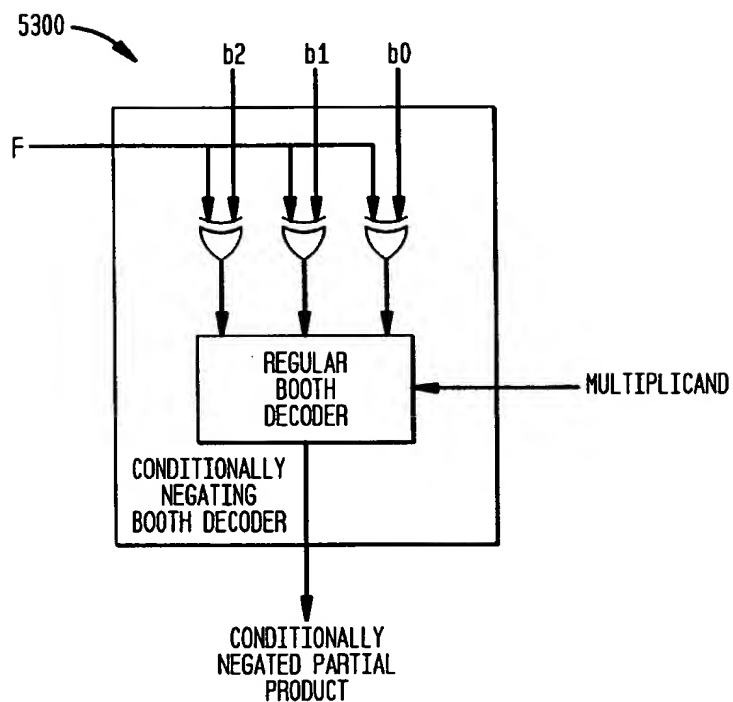 5300
b2 b1 b0
F
REGULAR
BOOTH
DECODER
MULTIPLICAND
CONDITIONALLY
NEGATING
BOOTH DECODER
CONDITIONALLY
NEGATED PARTIAL
PRODUCT